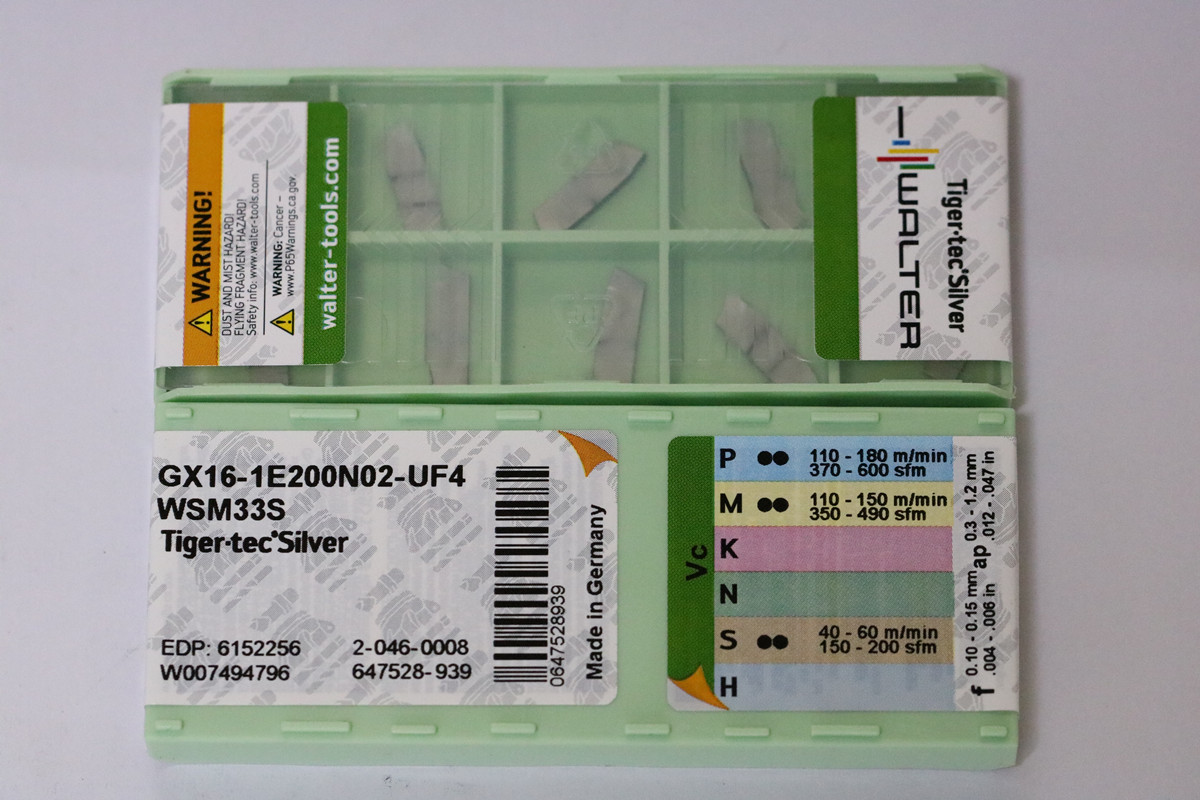 WARNING!
DUST AND MIST HAZARD!
FLYING FRAGMENT HAZARD!
Safety info: www.walter-tools.com
WARNING: Cancer –
www.P65Warnings.ca.gov
walter-tools.com
WALTER
Tiger·tec®Silver
GX16-1E200N02-UF4
WSM33S
Tiger·tec®Silver
EDP: 6152256 2-046-0008
W007494796 647528-939
0647528939
Made in Germany
Vc
P 110 - 180 m/min
370 - 600 sfm
M 110 - 150 m/min
350 - 490 sfm
K
N
S 40 - 60 m/min
150 - 200 sfm
H
f 0.10 - 0.15 mm ap 0.3 - 1.2 mm
.004 - .006 in .012 - .047 in